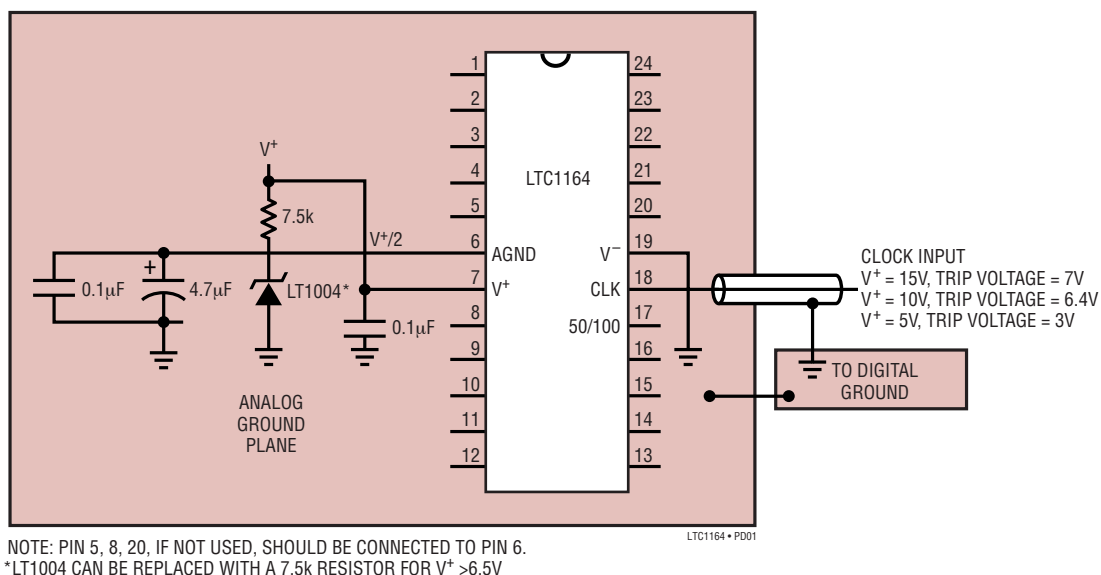 1
2
3
4
5
6
7
8
9
10
11
12
24
23
22
21
20
19
18
17
16
15
14
13
LTC1164
AGND
V+
V−
CLK
50/100
V+
7.5k
V+/2
0.1µF
+
4.7µF
LT1004*
0.1µF
ANALOG
GROUND
PLANE
CLOCK INPUT
V+ = 15V, TRIP VOLTAGE = 7V
V+ = 10V, TRIP VOLTAGE = 6.4V
V+ = 5V, TRIP VOLTAGE = 3V
TO DIGITAL
GROUND
LTC1164 • PD01
NOTE: PIN 5, 8, 20, IF NOT USED, SHOULD BE CONNECTED TO PIN 6.
*LT1004 CAN BE REPLACED WITH A 7.5k RESISTOR FOR V+ >6.5V